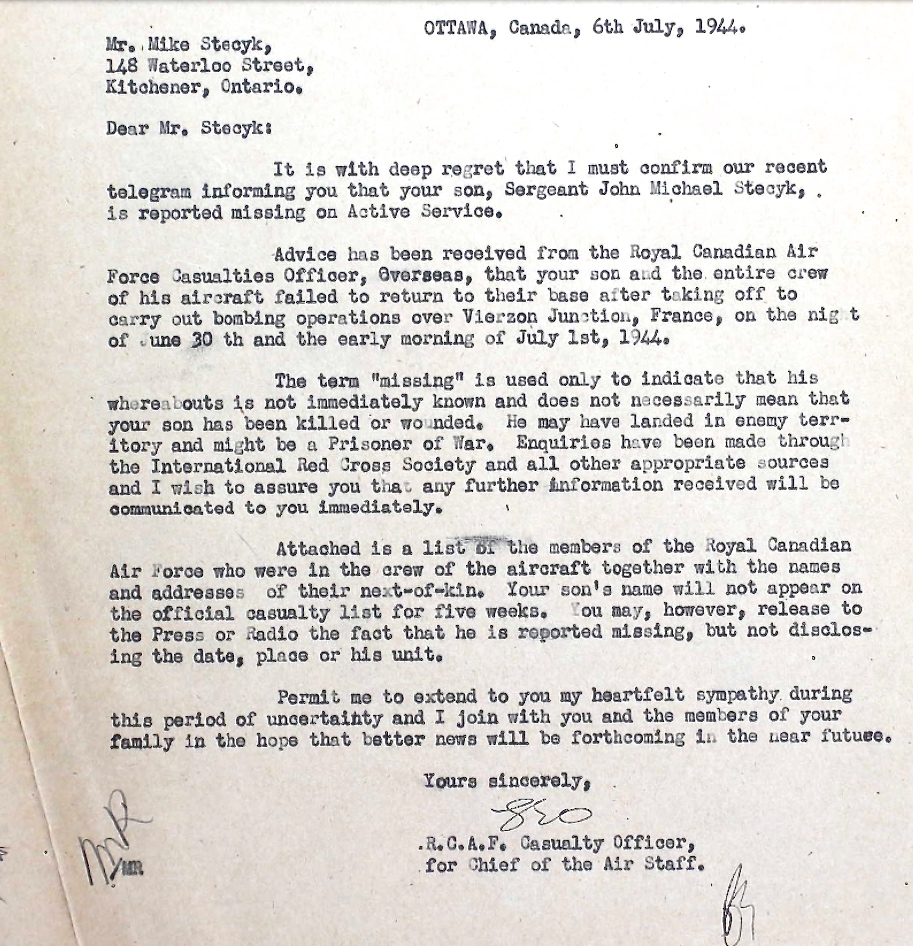 OTTAWA, Canada, 6th July, 1944.
Mr. Mike Stecyk,
148 Waterloo Street,
Kitchener, Ontario.
Dear Mr. Stecyk:
It is with deep regret that I must confirm our recent
telegram informing you that your son, Sergeant John Michael Stecyk,
is reported missing on Active Service.
Advice has been received from the Royal Canadian Air
Force Casualties Officer, Overseas, that your son and the entire crew
of his aircraft failed to return to their base after taking off to
carry out bombing operations over Vierzon Junction, France, on the night
of June 30 th and the early morning of July 1st, 1944.
The term "missing" is used only to indicate that his
whereabouts is not immediately known and does not necessarily mean that
your son has been killed or wounded. He may have landed in enemy terr-
itory and might be a Prisoner of War. Enquiries have been made through
the International Red Cross Society and all other appropriate sources
and I wish to assure you that any further information received will be
communicated to you immediately.
Attached is a list of the members of the Royal Canadian
Air Force who were in the crew of the aircraft together with the names
and addresses of their next-of-kin. Your son's name will not appear on
the official casualty list for five weeks. You may, however, release to
the Press or Radio the fact that he is reported missing, but not disclos-
ing the date, place or his unit.
Permit me to extend to you my heartfelt sympathy during
this period of uncertainty and I join with you and the members of your
family in the hope that better news will be forthcoming in the near future.
Yours sincerely,
R.C.A.F. Casualty Officer,
for Chief of the Air Staff.
MR
/MR